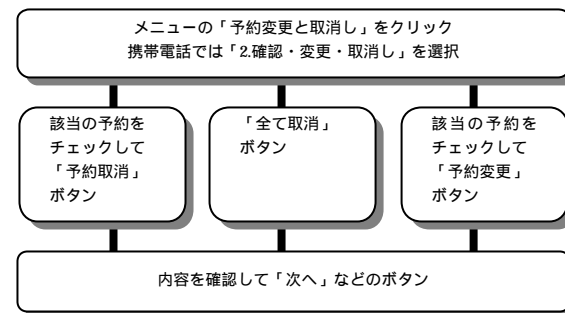 メニューの「予約変更と取消し」をクリック
携帯電話では「2.確認・変更・取消し」を選択
該当の予約を
チェックして
「予約取消」
ボタン
「全て取消」
ボタン
該当の予約を
チェックして
「予約変更」
ボタン
内容を確認して「次へ」などのボタン